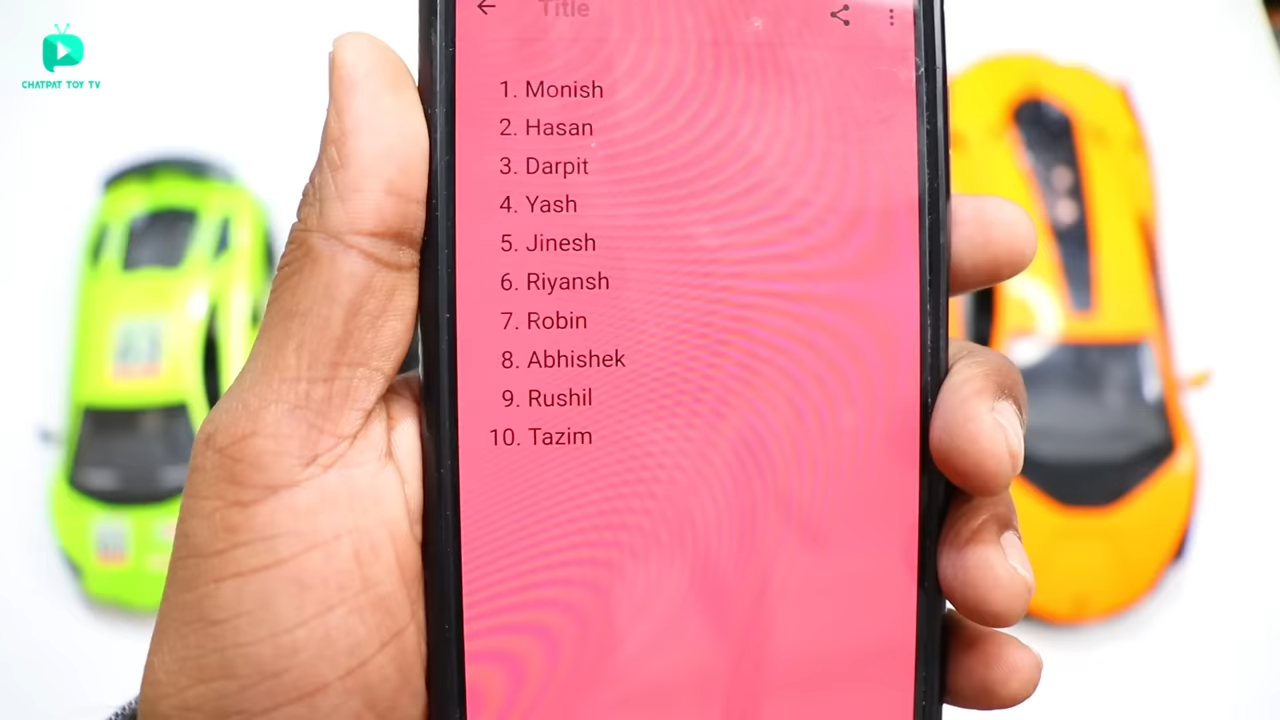 CHATPAT TOY TV
Title
1. Monish
2. Hasan
3. Darpit
4. Yash
5. Jinesh
6. Riyansh
7. Robin
8. Abhishek
9. Rushil
10. Tazim